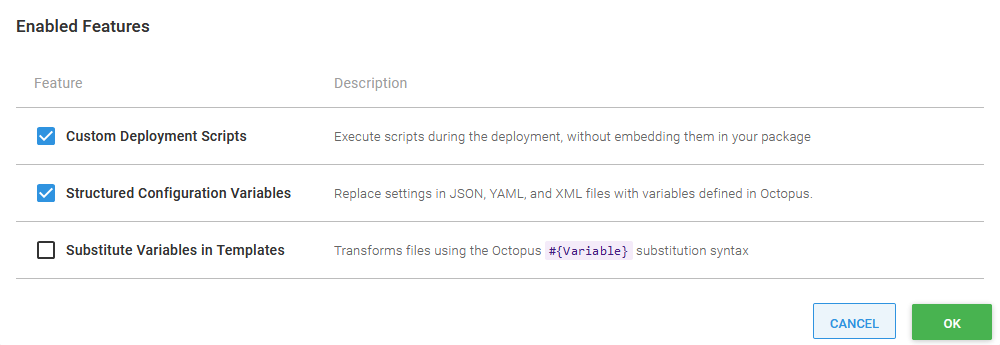 Enabled Features
Feature Description
Custom Deployment Scripts Execute scripts during the deployment, without embedding them in your package
Structured Configuration Variables Replace settings in JSON, YAML, and XML files with variables defined in Octopus.
Substitute Variables in Templates Transforms files using the Octopus #{Variable} substitution syntax
CANCEL OK